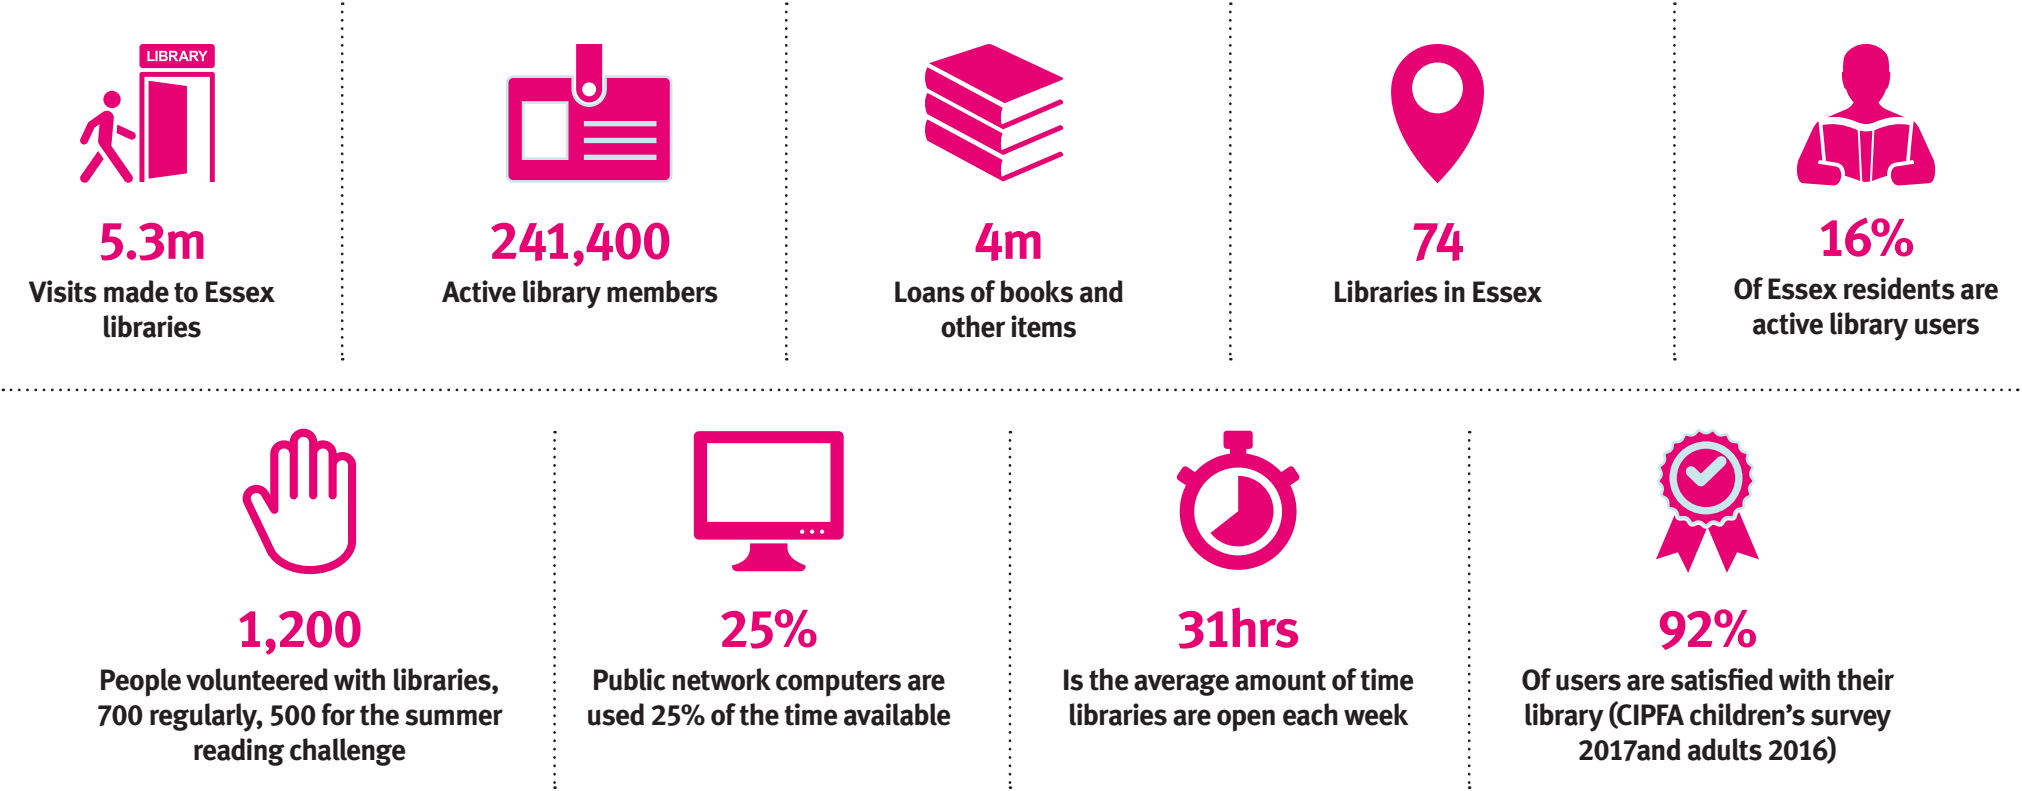 LIBRARY
5.3m
Visits made to Essex
libraries
241,400
Active library members
4m
Loans of books and
other items
74
Libraries in Essex
16%
Of Essex residents are
active library users
1,200
People volunteered with libraries,
700 regularly, 500 for the summer
reading challenge
25%
Public network computers are
used 25% of the time available
31hrs
Is the average amount of time
libraries are open each week
92%
Of users are satisfied with their
library (CIPFA children’s survey
2017and adults 2016)